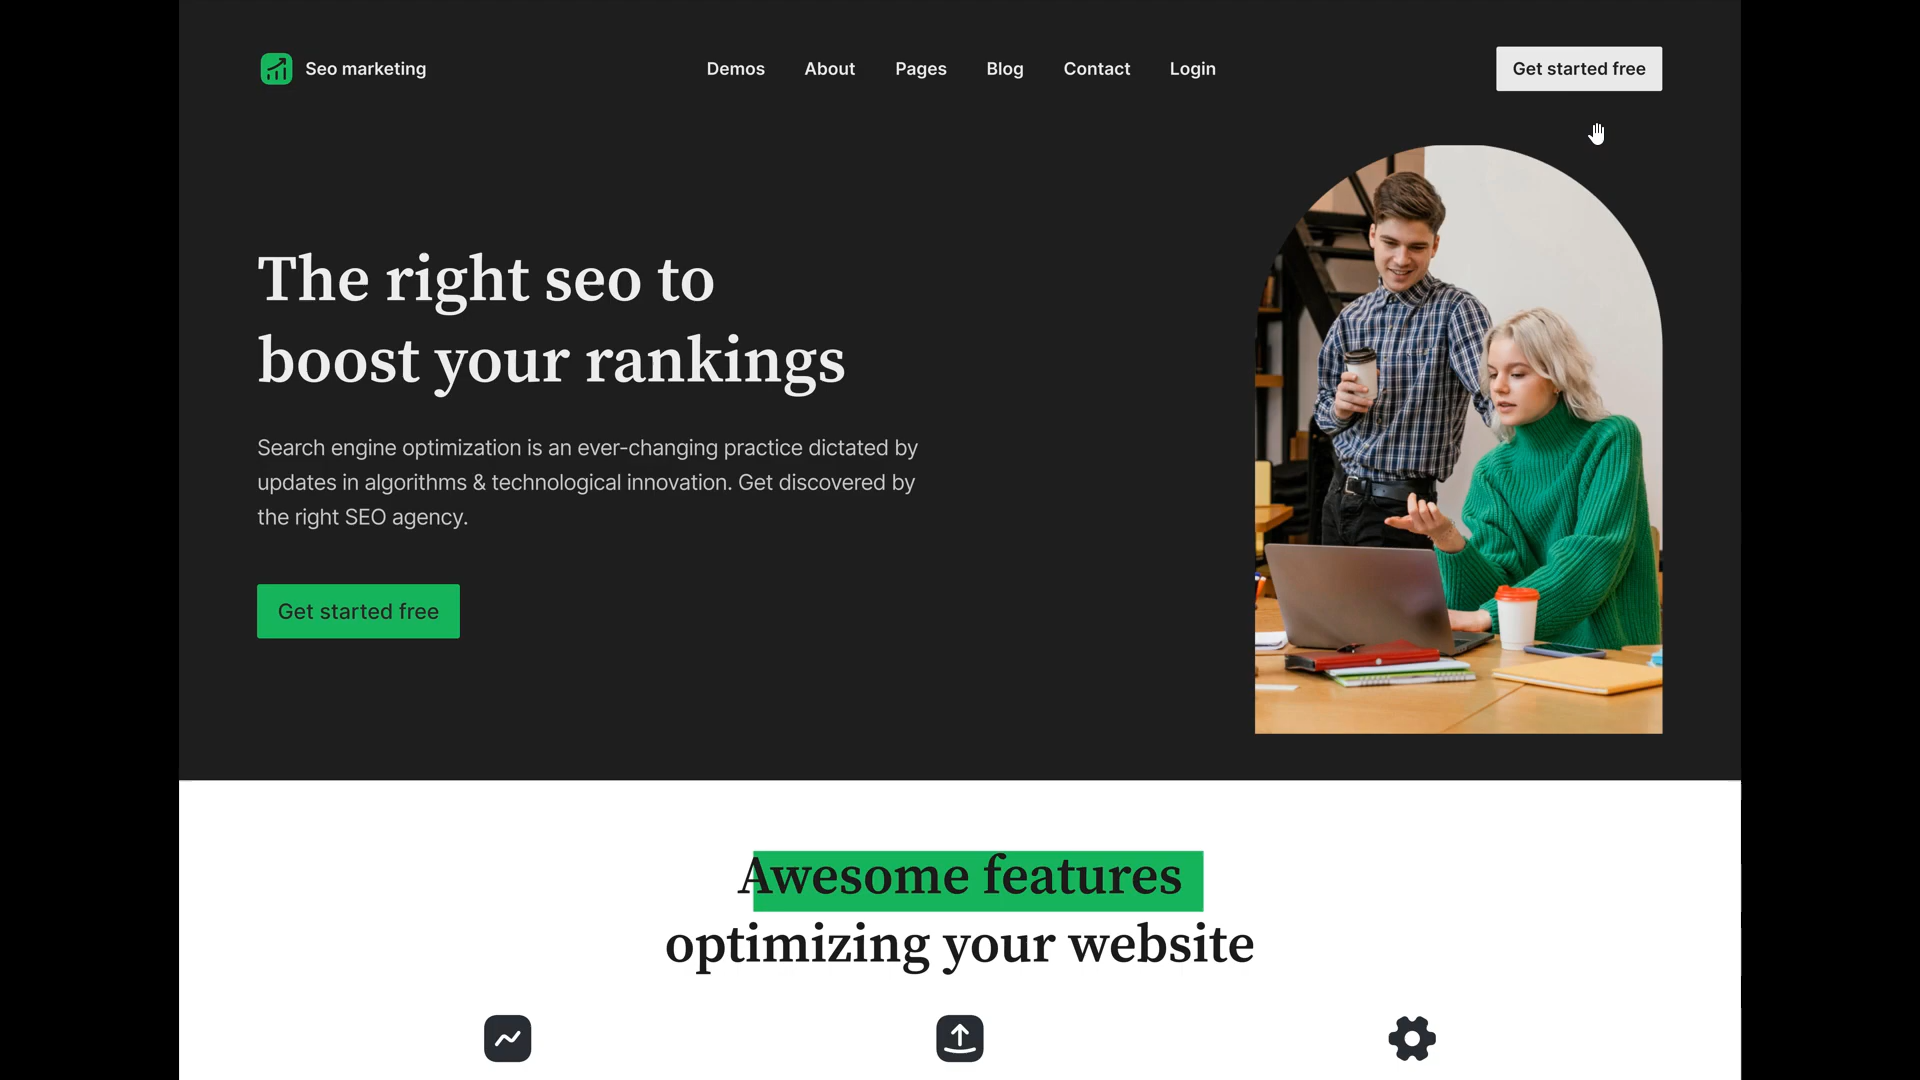 Seo marketing
Demos
About
Pages
Blog
Contact
Login
Get started free
The right seo to
boost your rankings
Search engine optimization is an ever-changing practice dictated by
updates in algorithms & technological innovation. Get discovered by
the right SEO agency.
Get started free
Awesome features
optimizing your website